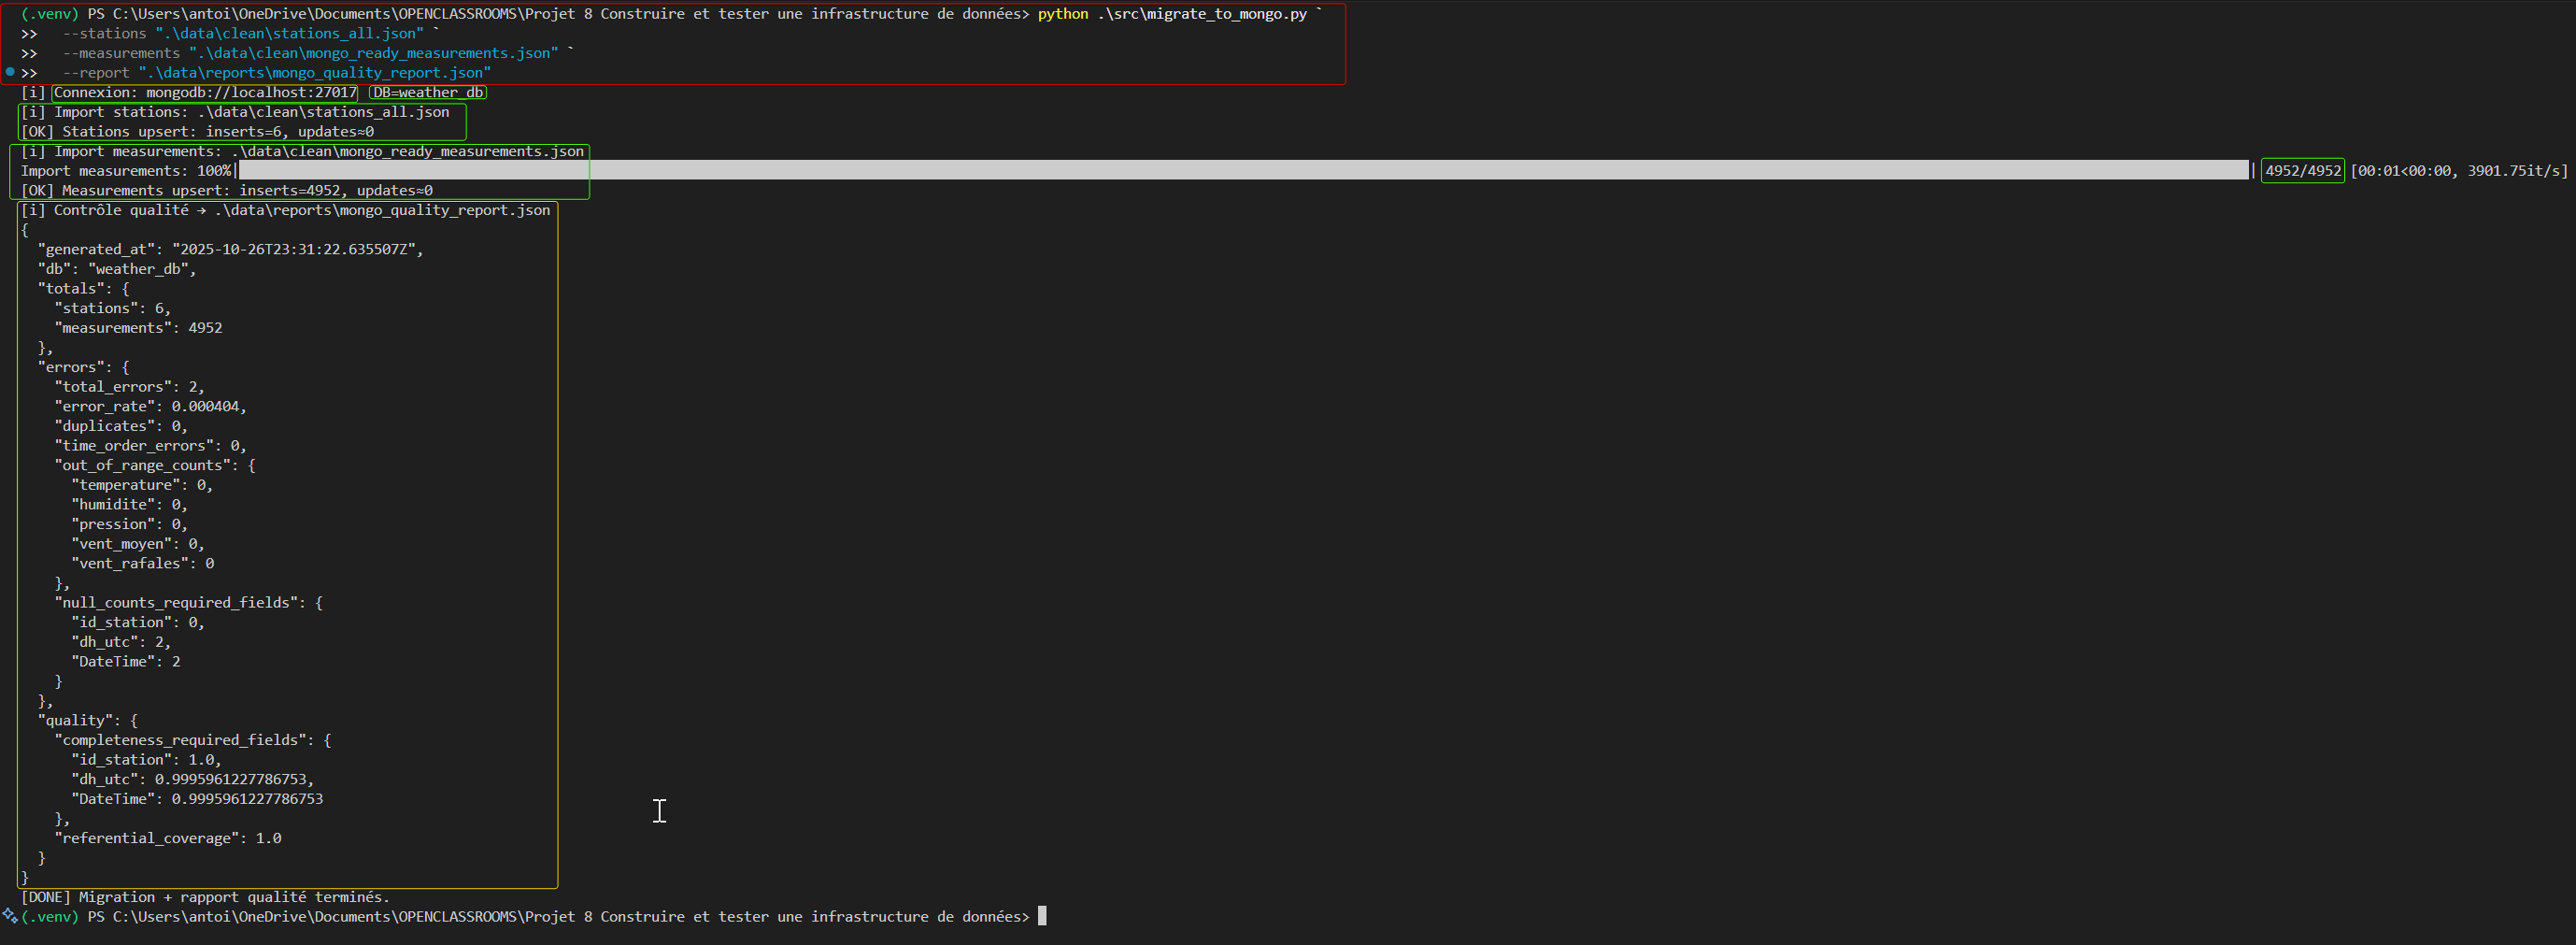 (.venv) PS C:\Users\antoi\OneDrive\Documents\OPENCLASSROOMS\Projet 8 Construire et tester une infrastructure de données> python .\src\migrate_to_mongo.py `
>>   --stations ".\data\clean\stations_all.json" `
>>   --measurements ".\data\clean\mongo_ready_measurements.json" `
>>   --report ".\data\reports\mongo_quality_report.json"
[i] Connexion: mongodb://localhost:27017  DB=weather_db
[i] Import stations: .\data\clean\stations_all.json
[OK] Stations upsert: inserts=6, updates≈0
[i] Import measurements: .\data\clean\mongo_ready_measurements.json
Import measurements: 100%| | 4952/4952 [00:01<00:00, 3901.75it/s]
[OK] Measurements upsert: inserts=4952, updates≈0
[i] Contrôle qualité → .\data\reports\mongo_quality_report.json
{
  "generated_at": "2025-10-26T23:31:22.635507Z",
  "db": "weather_db",
  "totals": {
    "stations": 6,
    "measurements": 4952
  },
  "errors": {
    "total_errors": 2,
    "error_rate": 0.000404,
    "duplicates": 0,
    "time_order_errors": 0,
    "out_of_range_counts": {
      "temperature": 0,
      "humidite": 0,
      "pression": 0,
      "vent_moyen": 0,
      "vent_rafales": 0
    },
    "null_counts_required_fields": {
      "id_station": 0,
      "dh_utc": 2,
      "DateTime": 2
    }
  },
  "quality": {
    "completeness_required_fields": {
      "id_station": 1.0,
      "dh_utc": 0.9995961227786753,
      "DateTime": 0.9995961227786753
    },
    "referential_coverage": 1.0
  }
}
[DONE] Migration + rapport qualité terminés.
(.venv) PS C:\Users\antoi\OneDrive\Documents\OPENCLASSROOMS\Projet 8 Construire et tester une infrastructure de données>